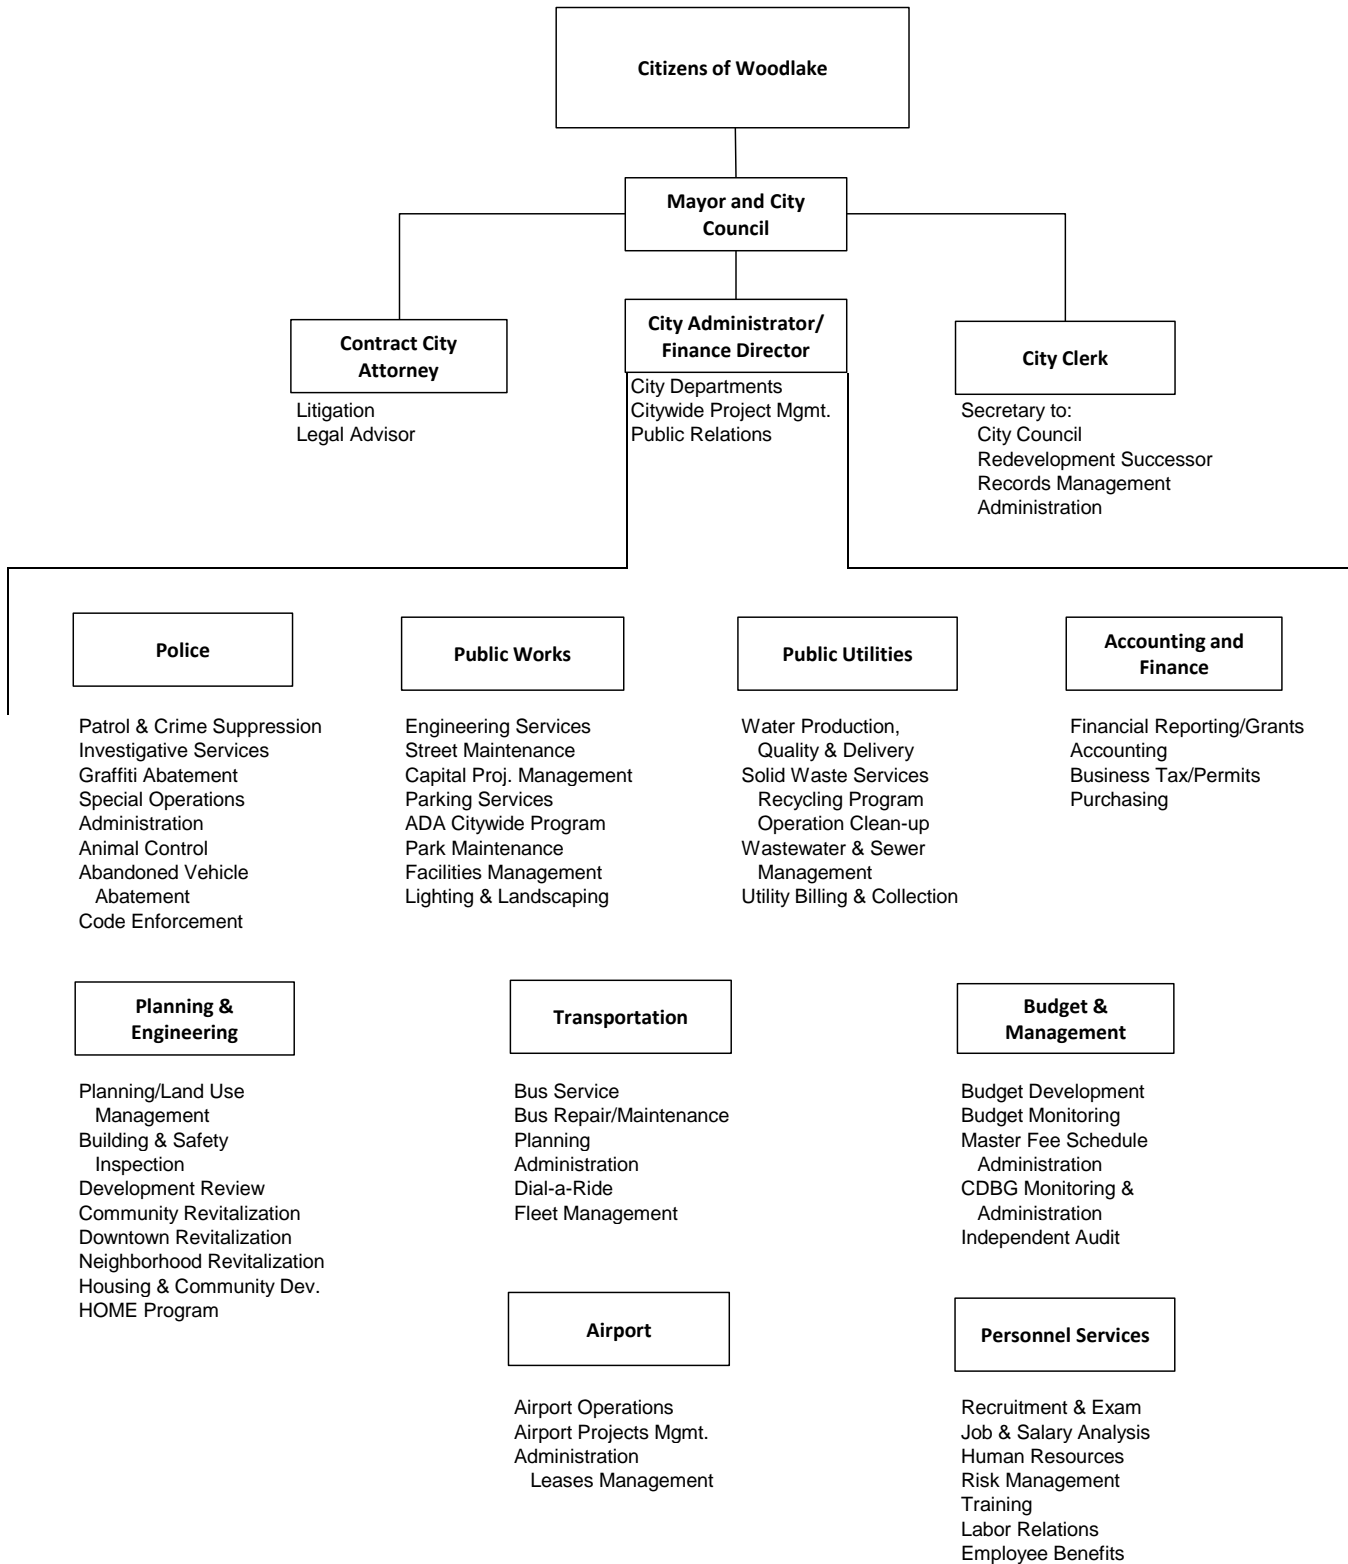 Citizens of Woodlake
Mayor and City
Council
Contract City
Attorney
Litigation
Legal Advisor
City Administrator/
Finance Director
City Departments
Citywide Project Mgmt.
Public Relations
City Clerk
Secretary to:
City Council
Redevelopment Successor
Records Management
Administration
Police
Patrol & Crime Suppression
Investigative Services
Graffiti Abatement
Special Operations
Administration
Animal Control
Abandoned Vehicle
Abatement
Code Enforcement
Public Works
Engineering Services
Street Maintenance
Capital Proj. Management
Parking Services
ADA Citywide Program
Park Maintenance
Facilities Management
Lighting & Landscaping
Public Utilities
Water Production,
Quality & Delivery
Solid Waste Services
Recycling Program
Operation Clean-up
Wastewater & Sewer
Management
Utility Billing & Collection
Accounting and
Finance
Financial Reporting/Grants
Accounting
Business Tax/Permits
Purchasing
Planning &
Engineering
Planning/Land Use
Management
Building & Safety
Inspection
Development Review
Community Revitalization
Downtown Revitalization
Neighborhood Revitalization
Housing & Community Dev.
HOME Program
Transportation
Bus Service
Bus Repair/Maintenance
Planning
Administration
Dial-a-Ride
Fleet Management
Budget &
Management
Budget Development
Budget Monitoring
Master Fee Schedule
Administration
CDBG Monitoring &
Administration
Independent Audit
Airport
Airport Operations
Airport Projects Mgmt.
Administration
Leases Management
Personnel Services
Recruitment & Exam
Job & Salary Analysis
Human Resources
Risk Management
Training
Labor Relations
Employee Benefits